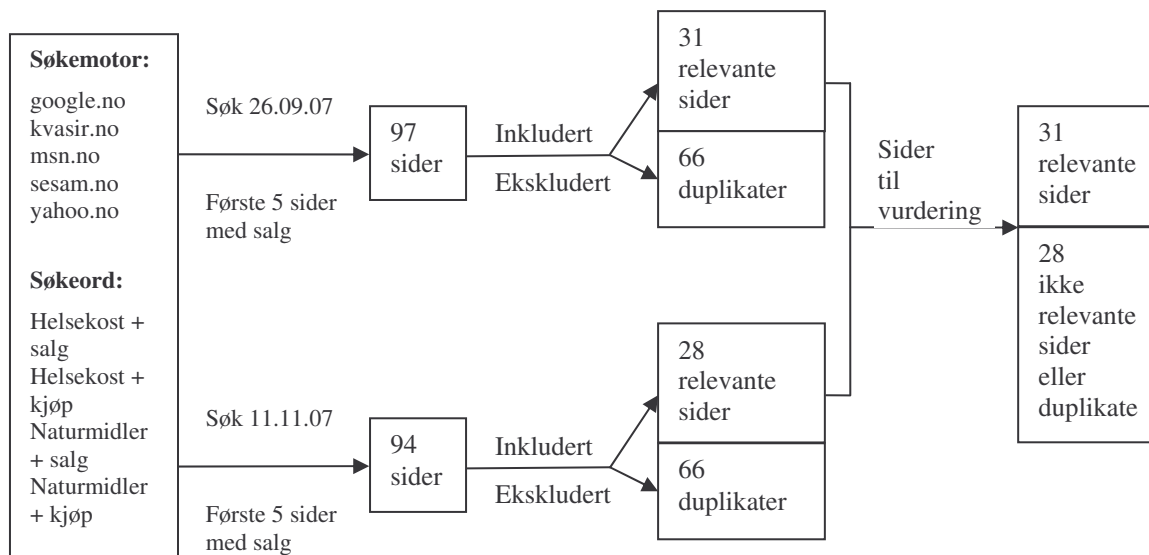 Søkemotor:
google.no
kvasir.no
msn.no
sesam.no
yahoo.no
Søkeord:
Helsekost +
salg
Helsekost +
kjøp
Naturmidler
+ salg
Naturmidler
+ kjøp
Søk 26.09.07
Første 5 sider
med salg
97
sider
Inkludert
Ekskludert
31
relevante
sider
66
duplikater
Søk 11.11.07
Første 5 sider
med salg
94
sider
Inkludert
Ekskludert
28
relevante
sider
66
duplikater
Sider
til
vurdering
31
relevante
sider
28
ikke
relevante
sider
eller
duplikate